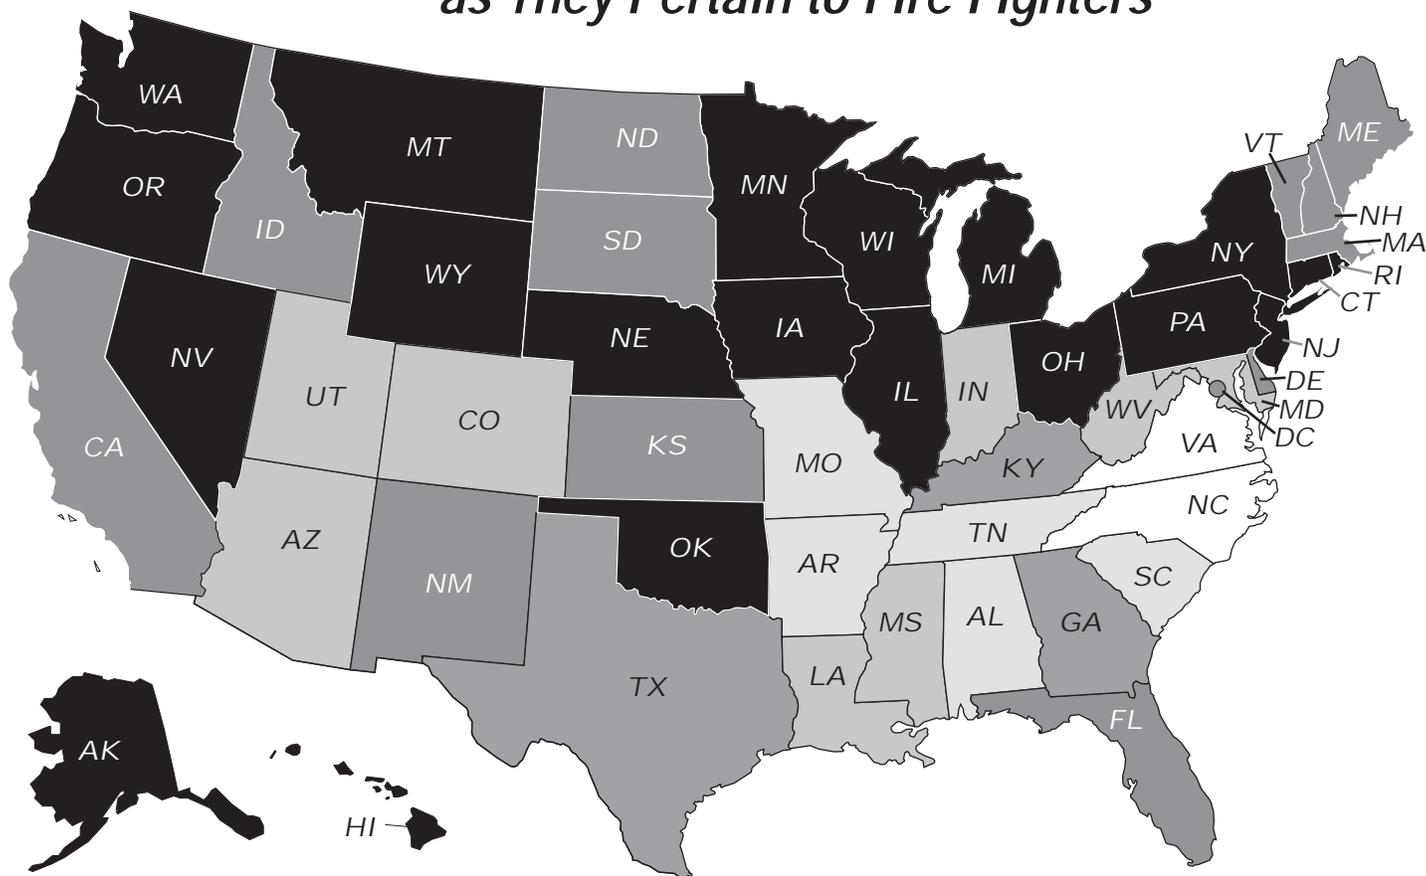 as They Pertain to Fire Fighters
WA
MT
ND
MN
VT
ME
OR
ID
SD
WI
MI
NY
NH
MA
RI
CT
WY
NV
NE
IA
PA
NJ
UT
CO
IL
IN
OH
DE
MD
DC
WV
VA
CA
KS
MO
KY
NC
AZ
NM
OK
AR
TN
SC
MS
AL
GA
TX
LA
FL
AK
HI